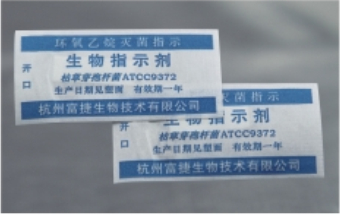 环氧乙烷灭菌指示
开口
生物指示剂
枯草芽孢杆菌ATCC9372
生产日期见塑面 有效期一年
杭州富捷生物技术有限公司
环氧乙烷灭菌指示
开口
生物指示剂
枯草芽孢杆菌ATCC9372
生产日期见塑面 有效期一年
杭州富捷生物技术有限公司